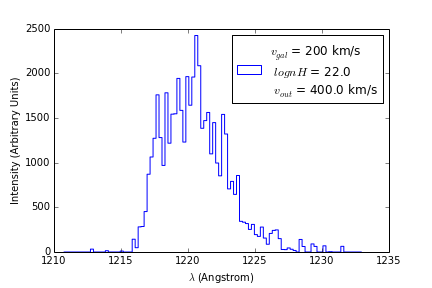 2500
2000
1500
1000
500
0
Intensity (Arbitrary Units)
v_gal = 200 km/s
lognH = 22.0
v_out = 400.0 km/s
1210 1215 1220 1225 1230 1235
λ (Angstrom)